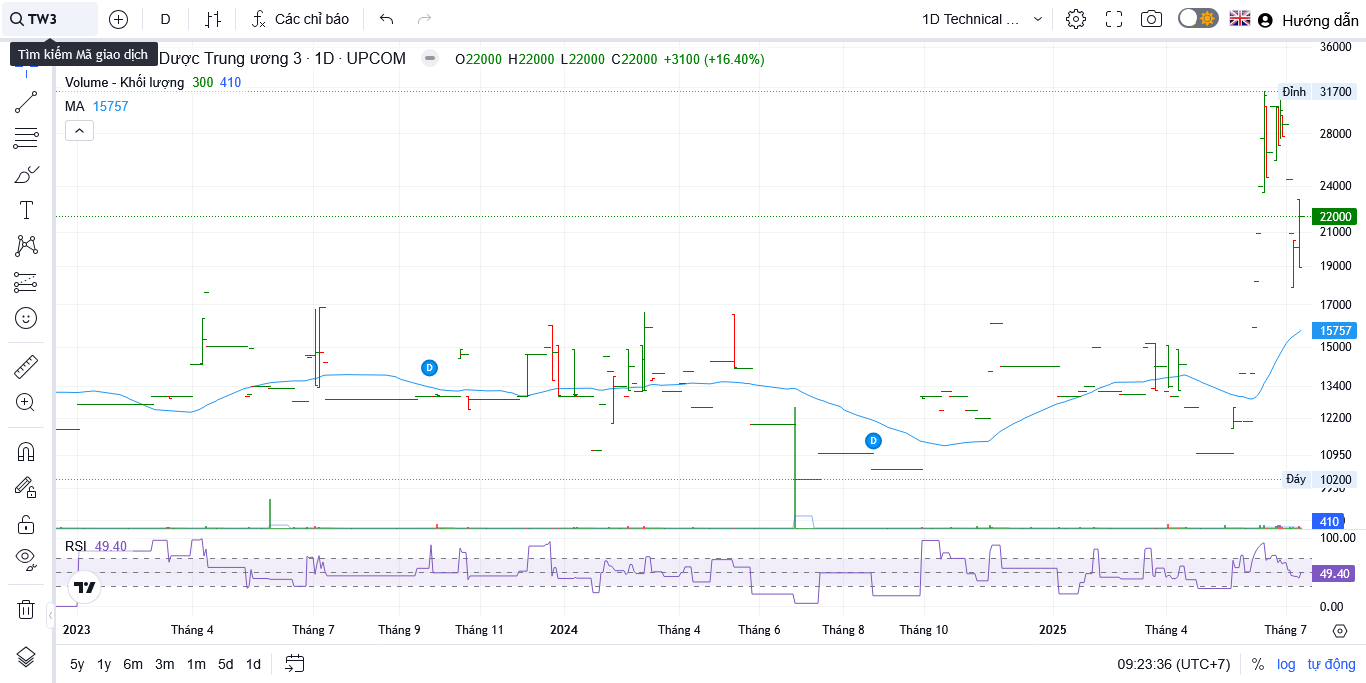 TW3
D
Các chỉ báo
1D Technical ...
Hướng dẫn
Tìm kiếm Mã giao dịch
Dược Trung ương 3 · 1D · UPCOM
O22000 H22000 L22000 C22000 +3100 (+16.40%)
Volume - Khối lượng 300 410
MA 15757
36000
Đỉnh 31700
28000
24000
22000
21000
19000
17000
15757
15000
13400
12200
10950
Đáy 10200
410
D
D
RSI 49.40
100.00
49.40
0.00
2023 Tháng 4 Tháng 7 Tháng 9 Tháng 11 2024 Tháng 4 Tháng 6 Tháng 8 Tháng 10 2025 Tháng 4 Tháng 7
5y 1y 6m 3m 1m 5d 1d
09:23:36 (UTC+7) % log tự động